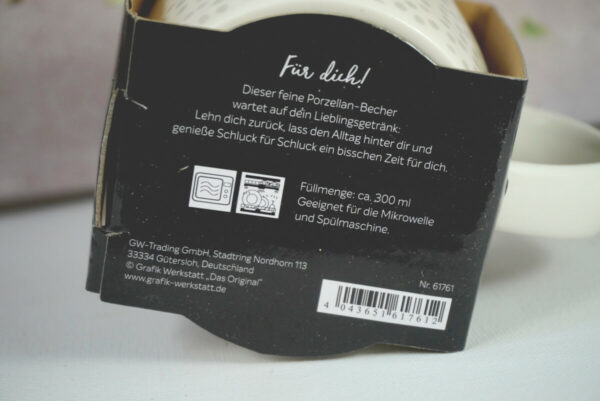 Für dich!
Dieser feine Porzellan-Becher
wartet auf dein Lieblingsgetränk:
Lehn dich zurück, lass den Alltag hinter dir und
genieße Schluck für Schluck ein bisschen Zeit für dich.
Füllmenge: ca. 300 ml
Geeignet für die Mikrowelle
und Spülmaschine.
GW-Trading GmbH, Stadtring Nordhorn 113
33334 Gütersloh, Deutschland
© Grafik Werkstatt „Das Original"
www.grafik-werkstatt.de
Nr. 61761
4 043651 617612